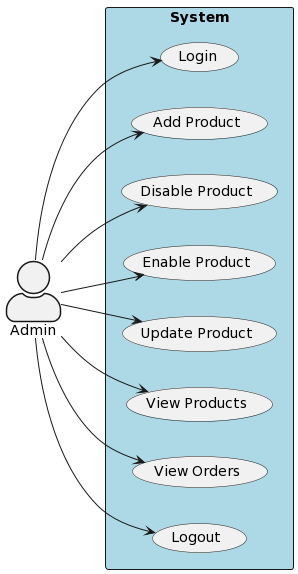 System
Login
Add Product
Disable Product
Enable Product
Update Product
Admin
View Products
View Orders
Logout